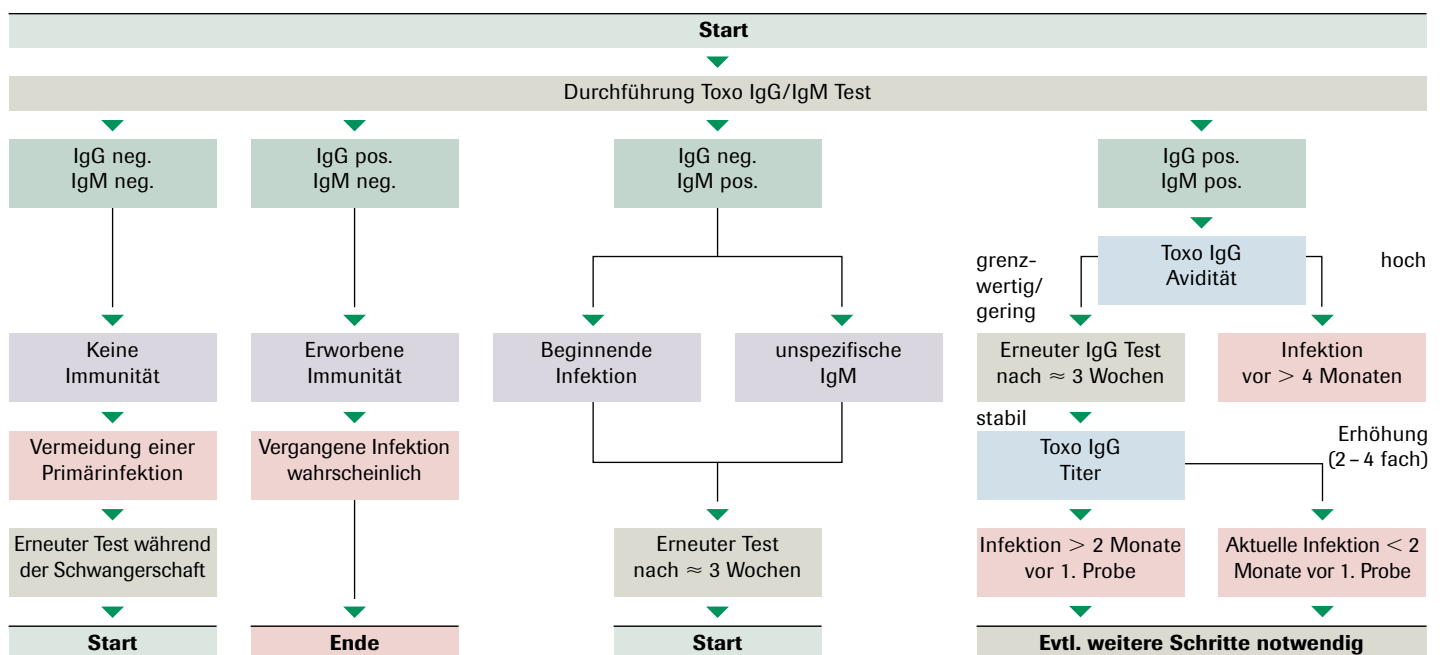 Start
Durchführung Toxo IgG/IgM Test
IgG neg.
IgM neg.
IgG pos.
IgM neg.
IgG neg.
IgM pos.
IgG pos.
IgM pos.
grenz-
wertig/
gering
Toxo IgG
Avidität
hoch
Keine
Immunität
Erworbene
Immunität
Beginnende
Infektion
unspezifische
IgM
Erneuter IgG Test
nach ≈ 3 Wochen
Infektion
vor > 4 Monaten
Vermeidung einer
Primärinfektion
Vergangene Infektion
wahrscheinlich
stabil
Toxo IgG
Titer
Erhöhung
(2 – 4 fach)
Erneuter Test während
der Schwangerschaft
Erneuter Test
nach ≈ 3 Wochen
Infektion > 2 Monate
vor 1. Probe
Aktuelle Infektion < 2
Monate vor 1. Probe
Start
Ende
Start
Evtl. weitere Schritte notwendig